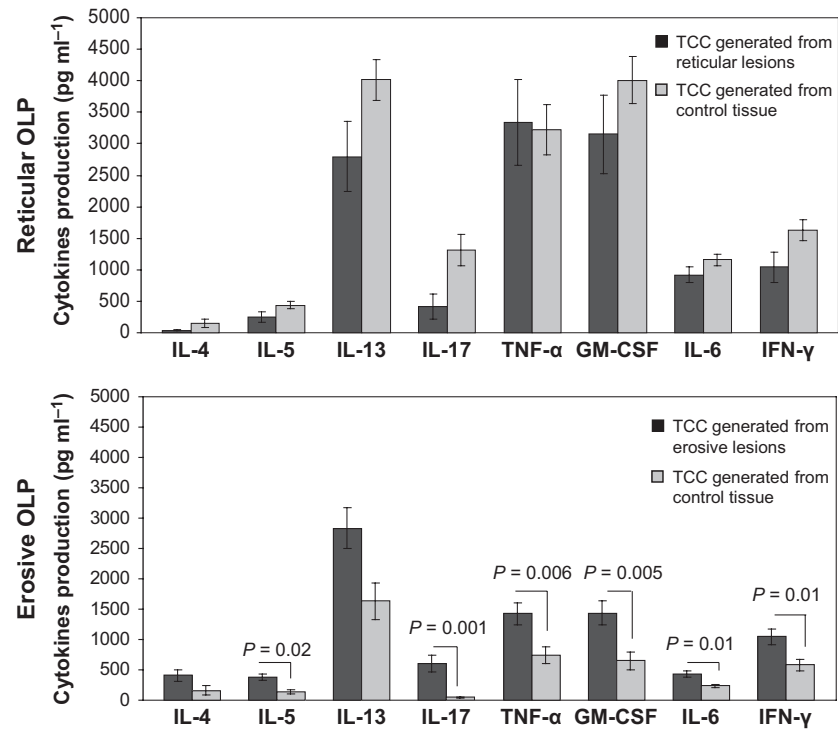 Reticular OLP
Cytokines production (pg ml⁻¹)
5000
4500
4000
3500
3000
2500
2000
1500
1000
500
0
TCC generated from
reticular lesions
TCC generated from
control tissue
IL-4 IL-5 IL-13 IL-17 TNF-α GM-CSF IL-6 IFN-γ
Erosive OLP
Cytokines production (pg ml⁻¹)
5000
4500
4000
3500
3000
2500
2000
1500
1000
500
0
TCC generated from
erosive lesions
TCC generated from
control tissue
P = 0.02
P = 0.001
P = 0.006
P = 0.005
P = 0.01
P = 0.01
IL-4 IL-5 IL-13 IL-17 TNF-α GM-CSF IL-6 IFN-γ